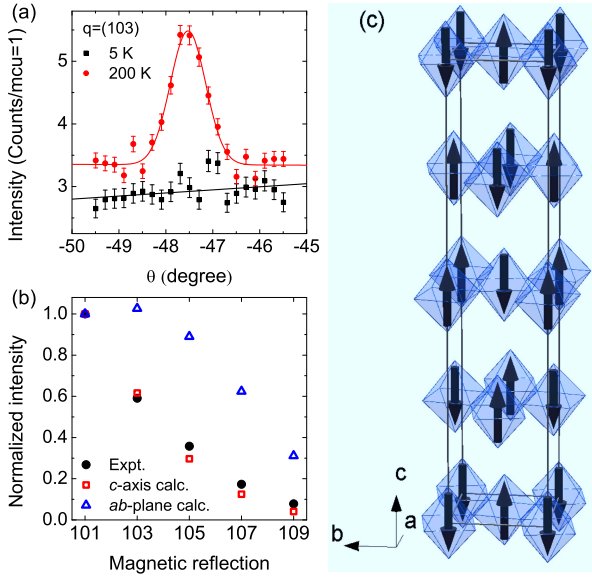 (a)
q=(103)
5 K
200 K
5
4
3
2
-50
-49
-48
-47
-46
-45
Intensity (Counts/mcu=1)
θ (degree)
(b)
1.0
0.8
0.6
0.4
0.2
0.0
Expt.
c-axis calc.
ab-plane calc.
101
103
105
107
109
Normalized intensity
Magnetic reflection
(c)
c
b
a